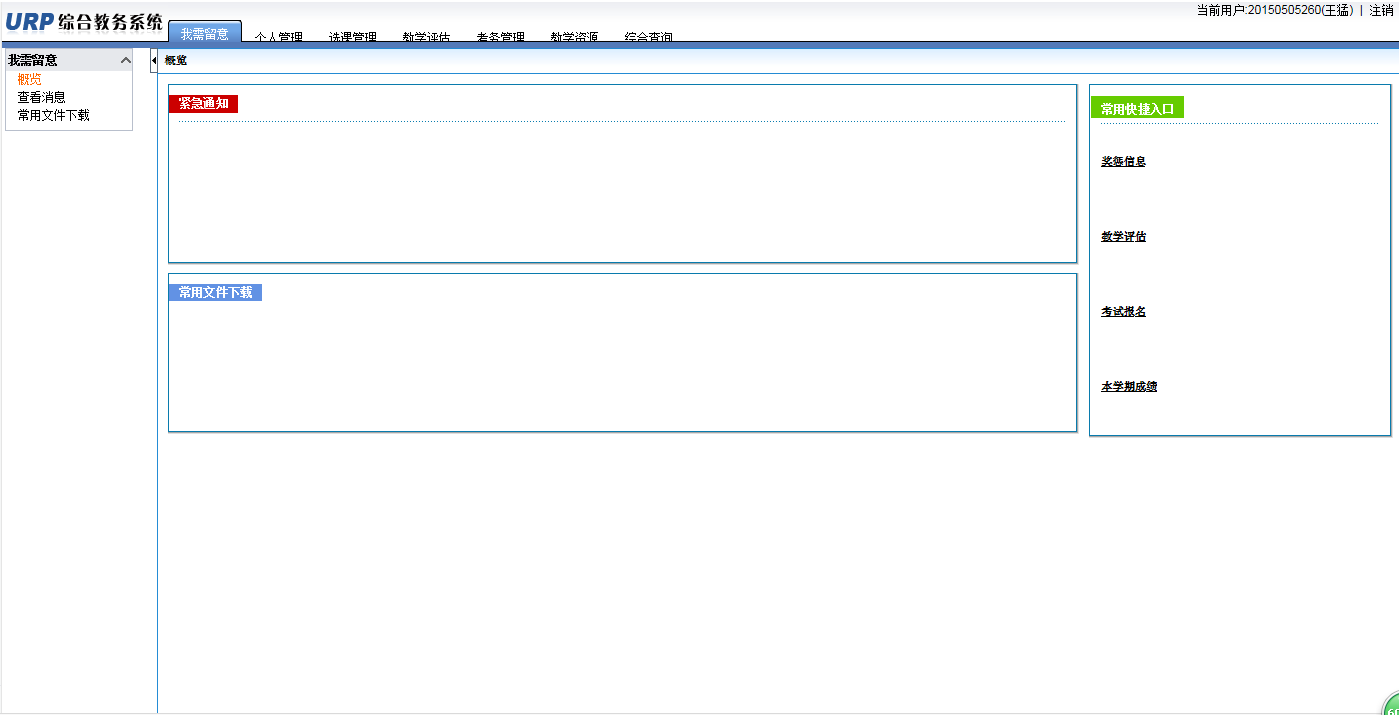 当前用户:20150505260(王猛) | 注销
URP 综合教务系统
我需留意 个人管理 选课管理 教学评估 考务管理 教学资源 综合查询
我需留意
概览
查看消息
常用文件下载
概览
紧急通知
常用文件下载
常用快捷入口
奖惩信息
教学评估
考试报名
本学期成绩